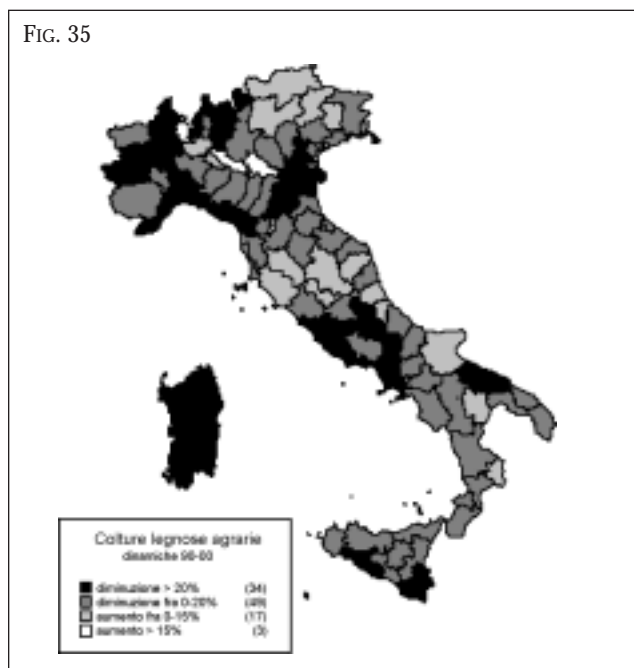 FIG. 35
Colture legnose agrarie
dinamiche 90-00
diminuzione > 20% (34)
diminuzione fra 0-20% (49)
aumento fra 0-15% (17)
aumento > 15% (3)